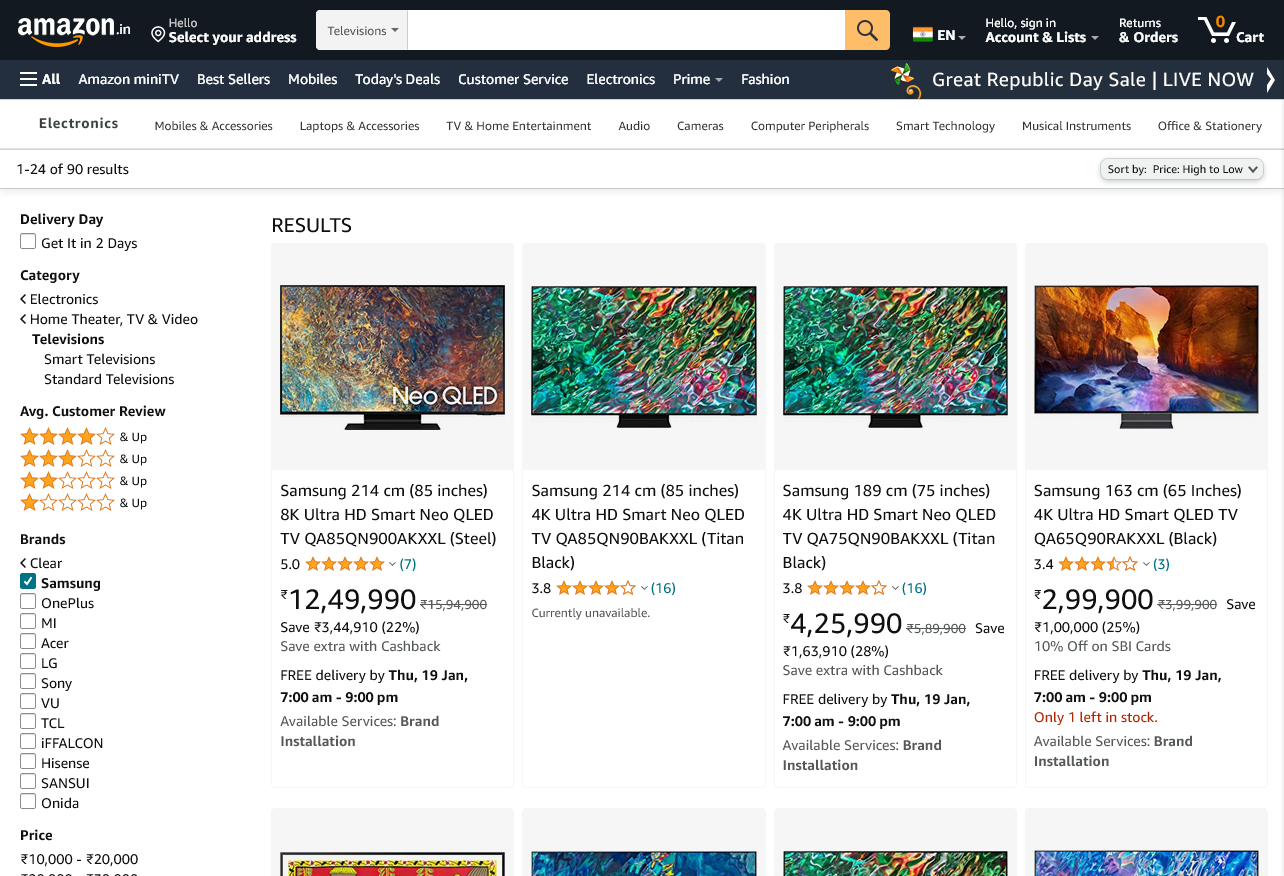 amazon.in
Hello
Select your address
Televisions
EN
Hello, sign in
Account & Lists
Returns
& Orders
0
Cart
All
Amazon miniTV
Best Sellers
Mobiles
Today's Deals
Customer Service
Electronics
Prime
Fashion
Great Republic Day Sale | LIVE NOW
Electronics
Mobiles & Accessories
Laptops & Accessories
TV & Home Entertainment
Audio
Cameras
Computer Peripherals
Smart Technology
Musical Instruments
Office & Stationery
1-24 of 90 results
Sort by: Price: High to Low
Delivery Day
Get It in 2 Days
Category
Electronics
Home Theater, TV & Video
Televisions
Smart Televisions
Standard Televisions
Avg. Customer Review
& Up
& Up
& Up
& Up
Brands
Clear
Samsung
OnePlus
MI
Acer
LG
Sony
VU
TCL
iFFALCON
Hisense
SANSUI
Onida
Price
₹10,000 - ₹20,000
RESULTS
Neo QLED
Samsung 214 cm (85 inches)
8K Ultra HD Smart Neo QLED
TV QA85QN900AKXXL (Steel)
5.0 (7)
₹12,49,990 ₹15,94,900
Save ₹3,44,910 (22%)
Save extra with Cashback
FREE delivery by Thu, 19 Jan,
7:00 am - 9:00 pm
Available Services: Brand
Installation
Samsung 214 cm (85 inches)
4K Ultra HD Smart Neo QLED
TV QA85QN90BAKXXL (Titan
Black)
3.8 (16)
Currently unavailable.
Samsung 189 cm (75 inches)
4K Ultra HD Smart Neo QLED
TV QA75QN90BAKXXL (Titan
Black)
3.8 (16)
₹4,25,990 ₹5,89,900 Save
₹1,63,910 (28%)
Save extra with Cashback
FREE delivery by Thu, 19 Jan,
7:00 am - 9:00 pm
Available Services: Brand
Installation
Samsung 163 cm (65 Inches)
4K Ultra HD Smart QLED TV
QA65Q90RAKXXL (Black)
3.4 (3)
₹2,99,900 ₹3,99,900 Save
₹1,00,000 (25%)
10% Off on SBI Cards
FREE delivery by Thu, 19 Jan,
7:00 am - 9:00 pm
Only 1 left in stock.
Available Services: Brand
Installation